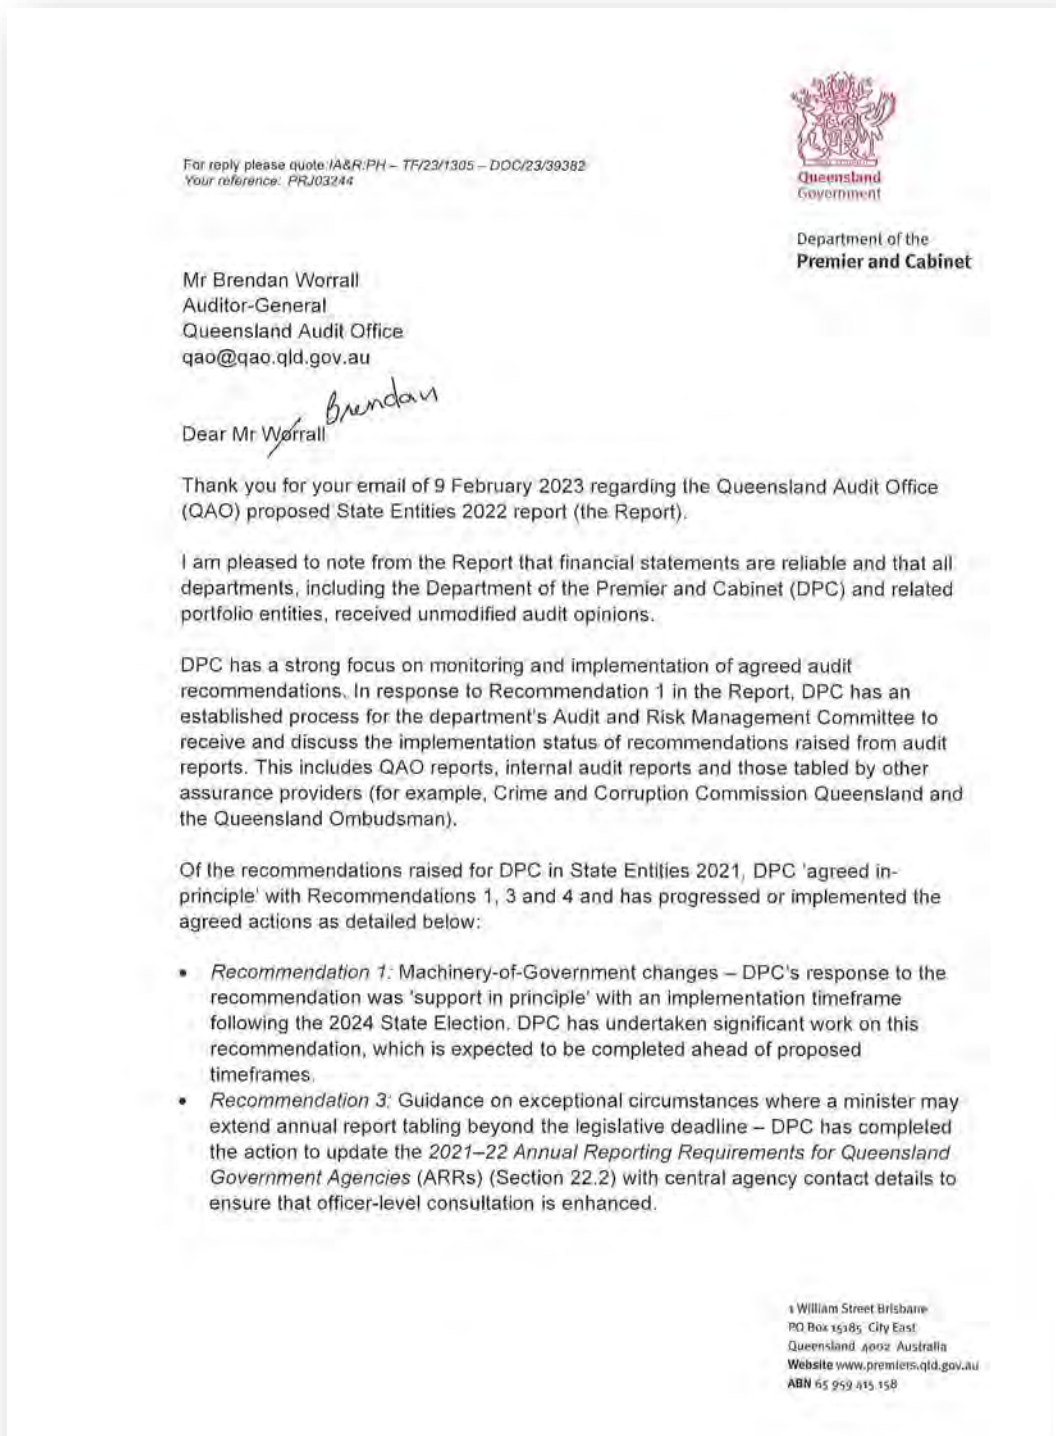 For reply please quote: IA&R:PH – TF/23/1305 – DOC/23/39382
Your reference: PRJ03244
Queensland
Government
Department of the
Premier and Cabinet
Mr Brendan Worrall
Auditor-General
Queensland Audit Office
qao@qao.qld.gov.au
Brendan
Dear Mr Worrall
Thank you for your email of 9 February 2023 regarding the Queensland Audit Office
(QAO) proposed State Entities 2022 report (the Report).
I am pleased to note from the Report that financial statements are reliable and that all
departments, including the Department of the Premier and Cabinet (DPC) and related
portfolio entities, received unmodified audit opinions.
DPC has a strong focus on monitoring and implementation of agreed audit
recommendations. In response to Recommendation 1 in the Report, DPC has an
established process for the department's Audit and Risk Management Committee to
receive and discuss the implementation status of recommendations raised from audit
reports. This includes QAO reports, internal audit reports and those tabled by other
assurance providers (for example, Crime and Corruption Commission Queensland and
the Queensland Ombudsman).
Of the recommendations raised for DPC in State Entities 2021, DPC 'agreed in-
principle' with Recommendations 1, 3 and 4 and has progressed or implemented the
agreed actions as detailed below:
• Recommendation 1: Machinery-of-Government changes – DPC's response to the
recommendation was 'support in principle' with an implementation timeframe
following the 2024 State Election. DPC has undertaken significant work on this
recommendation, which is expected to be completed ahead of proposed
timeframes.
• Recommendation 3: Guidance on exceptional circumstances where a minister may
extend annual report tabling beyond the legislative deadline – DPC has completed
the action to update the 2021–22 Annual Reporting Requirements for Queensland
Government Agencies (ARRs) (Section 22.2) with central agency contact details to
ensure that officer-level consultation is enhanced.
1 William Street Brisbane
PO Box 15185 City East
Queensland 4002 Australia
Website www.premiers.qld.gov.au
ABN 65 959 415 158